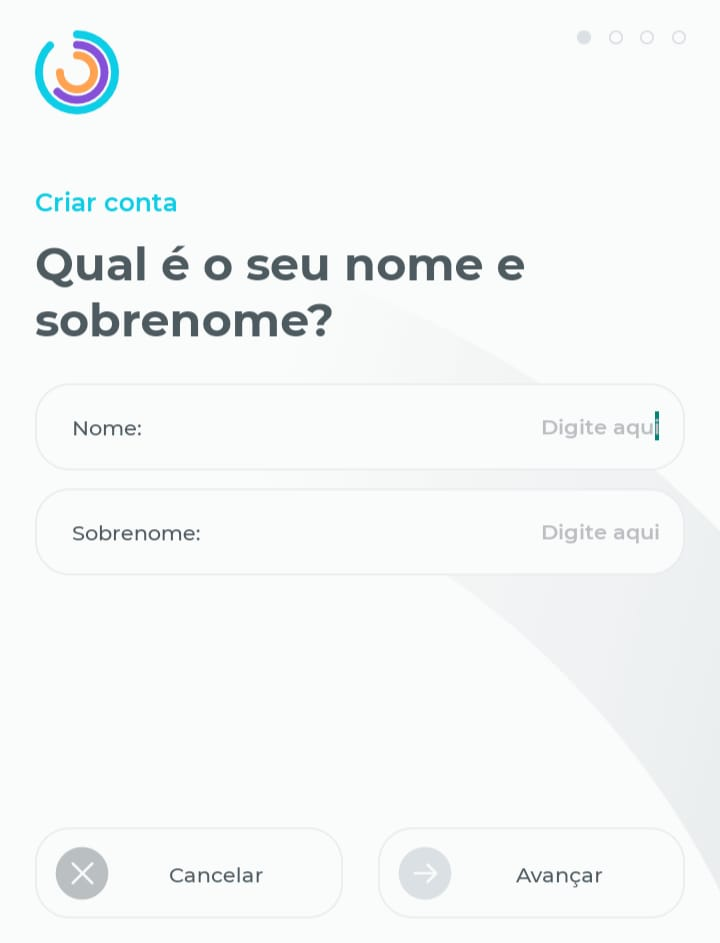 Criar conta
Qual é o seu nome e
sobrenome?
Nome: Digite aqui
Sobrenome: Digite aqui
Cancelar Avançar